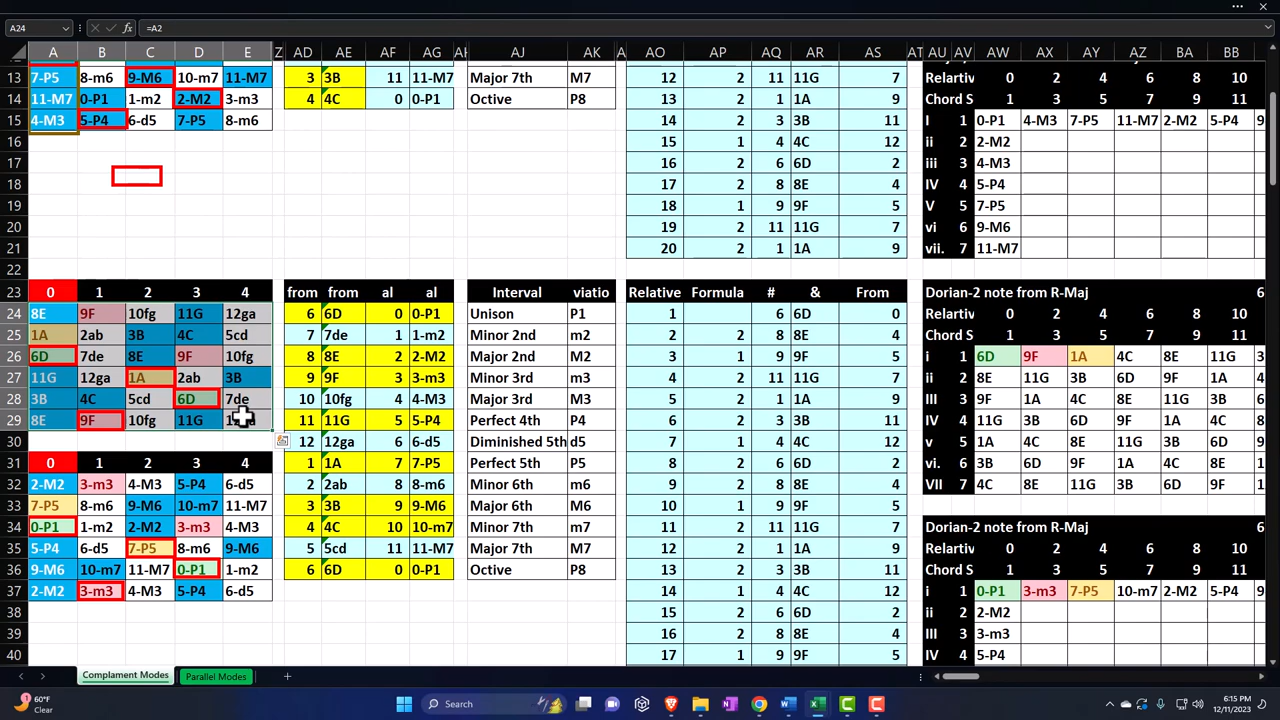 A24 fx =A2
A B C D E Z AD AE AF AG AJ AK A AO AP AQ AR AS AT AU AV AW AX AY AZ BA BB
13 7-P5 8-m6 9-M6 10-m7 11-M7 3 3B 11 11-M7 Major 7th M7 12 2 11 11G 7 Relativ 0 2 4 6 8 10
14 11-M7 0-P1 1-m2 2-M2 3-m3 4 4C 0 0-P1 Octive P8 13 2 1 1A 9 Chord S 1 3 5 7 9 11
15 4-M3 5-P4 6-d5 7-P5 8-m6 14 2 3 3B 11 I 1 0-P1 4-M3 7-P5 11-M7 2-M2 5-P4 9
16 15 1 4 4C 12 ii 2 2-M2
17 16 2 6 6D 2 iii 3 4-M3
18 17 2 8 8E 4 IV 4 5-P4
19 18 1 9 9F 5 V 5 7-P5
20 19 2 11 11G 7 vi 6 9-M6
21 20 2 1 1A 9 vii. 7 11-M7
22
23 0 1 2 3 4 from from al al Interval viatio Relative Formula # & From Dorian-2 note from R-Maj 6
24 8E 9F 10fg 11G 12ga 6 6D 0 0-P1 Unison P1 1 6 6D 0 Relativ 0 2 4 6 8 10
25 1A 2ab 3B 4C 5cd 7 7de 1 1-m2 Minor 2nd m2 2 2 8 8E 4 Chord S 1 3 5 7 9 11
26 6D 7de 8E 9F 10fg 8 8E 2 2-M2 Major 2nd M2 3 1 9 9F 5 i 1 6D 9F 1A 4C 8E 11G
27 11G 12ga 1A 2ab 3B 9 9F 3 3-m3 Minor 3rd m3 4 2 11 11G 7 ii 2 8E 11G 3B 6D 9F 1A
28 3B 4C 5cd 6D 7de 10 10fg 4 4-M3 Major 3rd M3 5 2 1 1A 9 III 3 9F 1A 4C 8E 11G 3B
29 8E 9F 10fg 11G 11 11G 5 5-P4 Perfect 4th P4 6 2 3 3B 11 IV 4 11G 3B 6D 9F 1A 4C
30 12 12ga 6 6-d5 Diminished 5th d5 7 1 4 4C 12 v 5 1A 4C 8E 11G 3B 6D
31 0 1 2 3 4 1 1A 7 7-P5 Perfect 5th P5 8 2 6 6D 2 vi. 6 3B 6D 9F 1A 4C 8E 1
32 2-M2 3-m3 4-M3 5-P4 6-d5 2 2ab 8 8-m6 Minor 6th m6 9 2 8 8E 4 VII 7 4C 8E 11G 3B 6D 9F 1
33 7-P5 8-m6 9-M6 10-m7 11-M7 3 3B 9 9-M6 Major 6th M6 10 1 9 9F 5
34 0-P1 1-m2 2-M2 3-m3 4-M3 4 4C 10 10-m7 Minor 7th m7 11 2 11 11G 7 Dorian-2 note from R-Maj 6
35 5-P4 6-d5 7-P5 8-m6 9-M6 5 5cd 11 11-M7 Major 7th M7 12 2 1 1A 9 Relativ 0 2 4 6 8 10
36 9-M6 10-m7 11-M7 0-P1 1-m2 6 6D 0 0-P1 Octive P8 13 2 3 3B 11 Chord S 1 3 5 7 9 11
37 2-M2 3-m3 4-M3 5-P4 6-d5 14 1 4 4C 12 i 1 0-P1 3-m3 7-P5 10-m7 2-M2 5-P4 9
38 15 2 6 6D 2 ii 2 2-M2
39 16 2 8 8E 4 III 3 3-m3
40 17 1 9 9F 5 IV 4 5-P4
Complament Modes Parallel Modes
60°F
Clear
Search
6:15 PM
12/11/2023